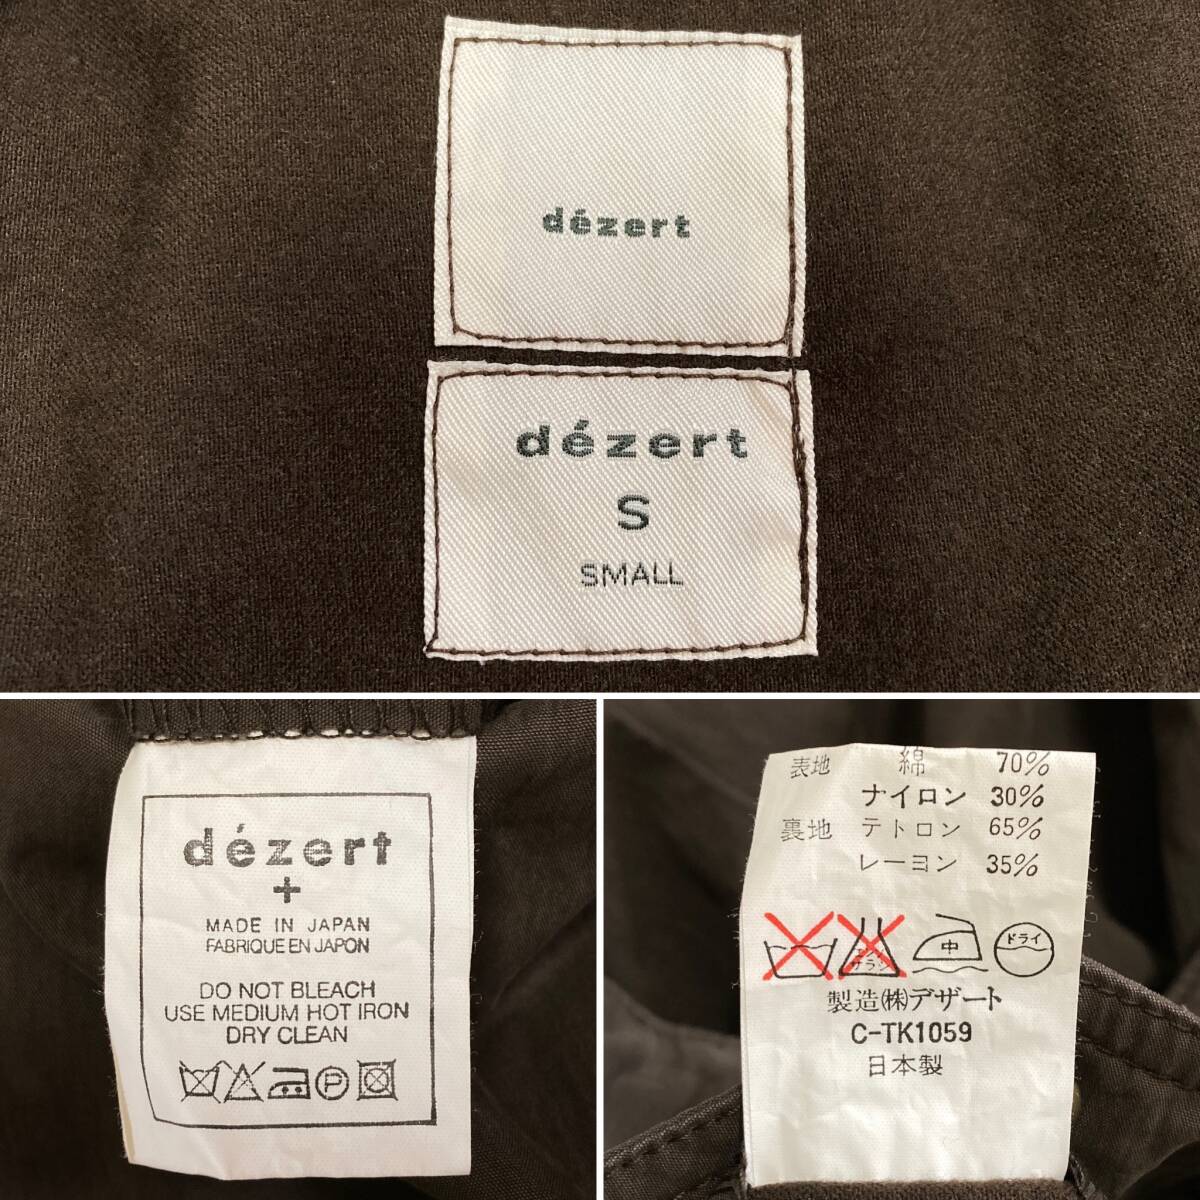 dézert
dézert
S
SMALL
dézert
+
MADE IN JAPAN
FABRIQUE EN JAPON
DO NOT BLEACH
USE MEDIUM HOT IRON
DRY CLEAN
P
表地 綿 70%
ナイロン 30%
裏地 テトロン 65%
レーヨン 35%
中 ドライ
製造(株)デザート
C-TK1059
日本製